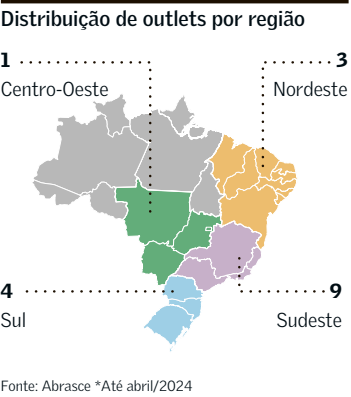 Distribuição de outlets por região
1
Centro-Oeste
3
Nordeste
4
Sul
9
Sudeste
Fonte: Abrasce *Até abril/2024